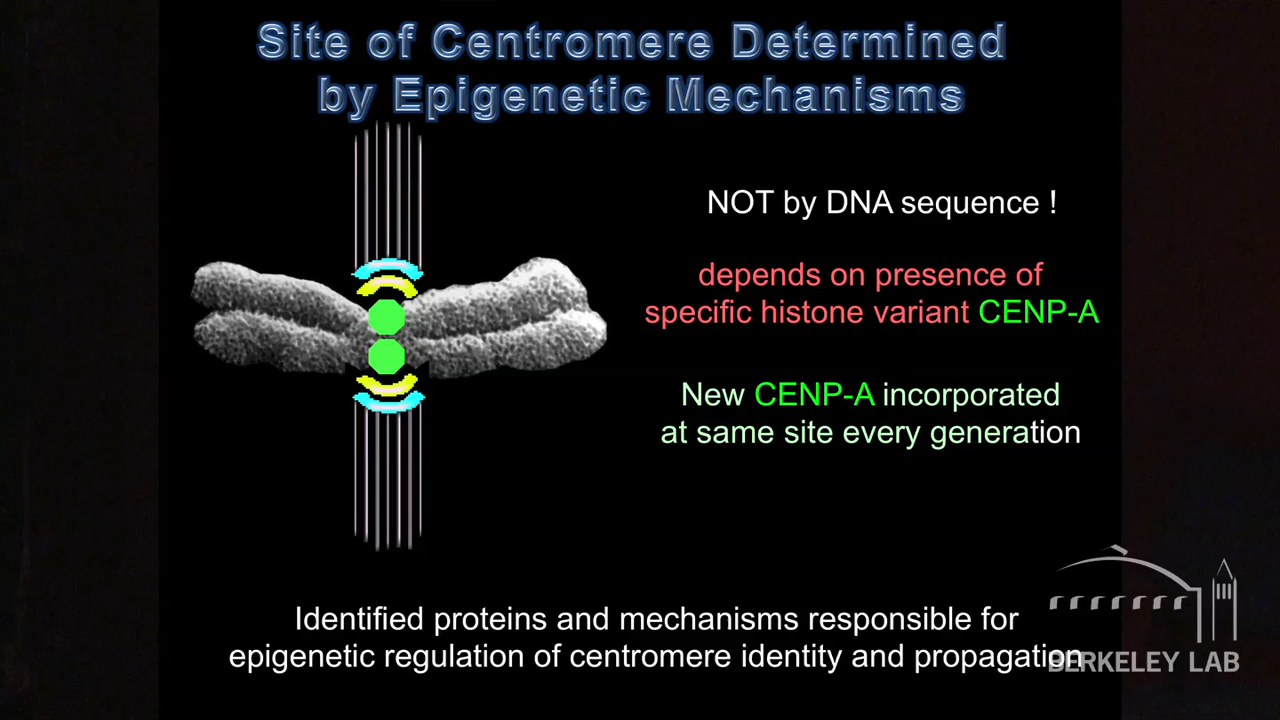 Site of Centromere Determined
by Epigenetic Mechanisms
NOT by DNA sequence !
depends on presence of
specific histone variant CENP-A
New CENP-A incorporated
at same site every generation
Identified proteins and mechanisms responsible for
epigenetic regulation of centromere identity and propagation
BERKELEY LAB